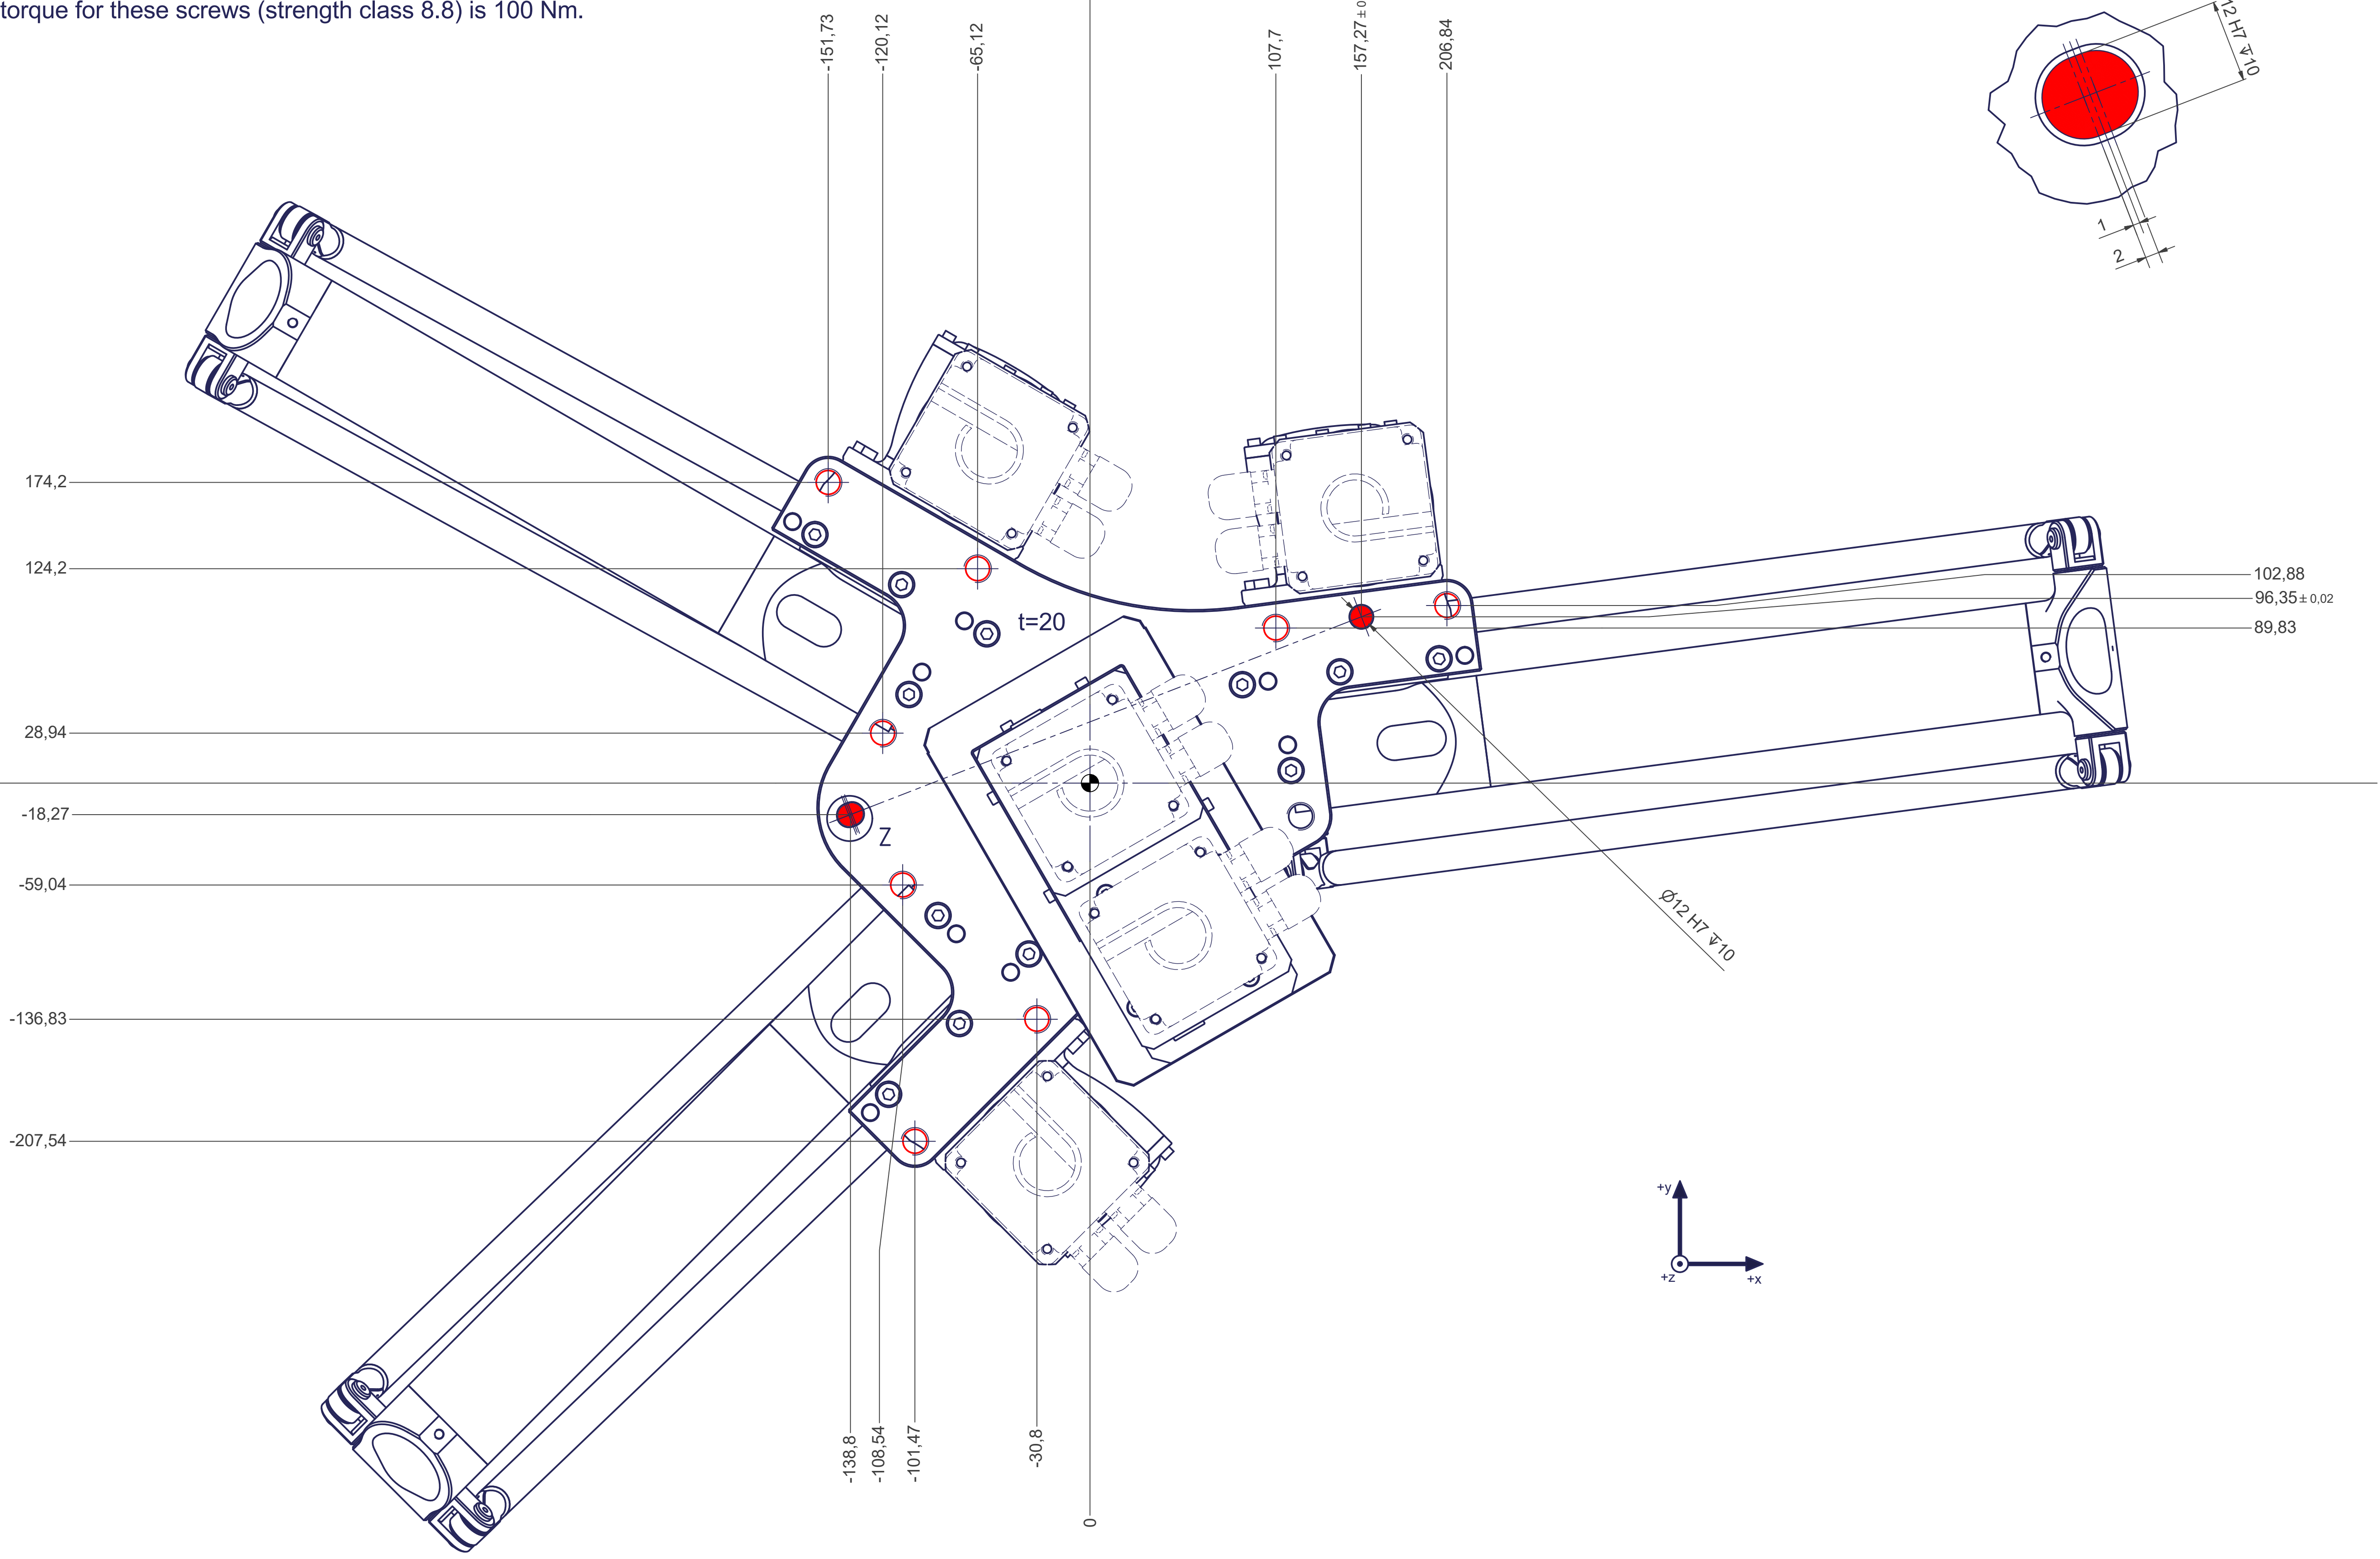 torque for these screws (strength class 8.8) is 100 Nm.
-151,73
-120,12
-65,12
107,7
157,27 ± 0
206,84
12 H7 ↧10
1
2
174,2
124,2
28,94
-18,27
-59,04
-136,83
-207,54
t=20
102,88
96,35 ± 0,02
89,83
Z
Ø12 H7 ↧10
+y
+z
+x
-138,8
-108,54
-101,47
-30,8
0